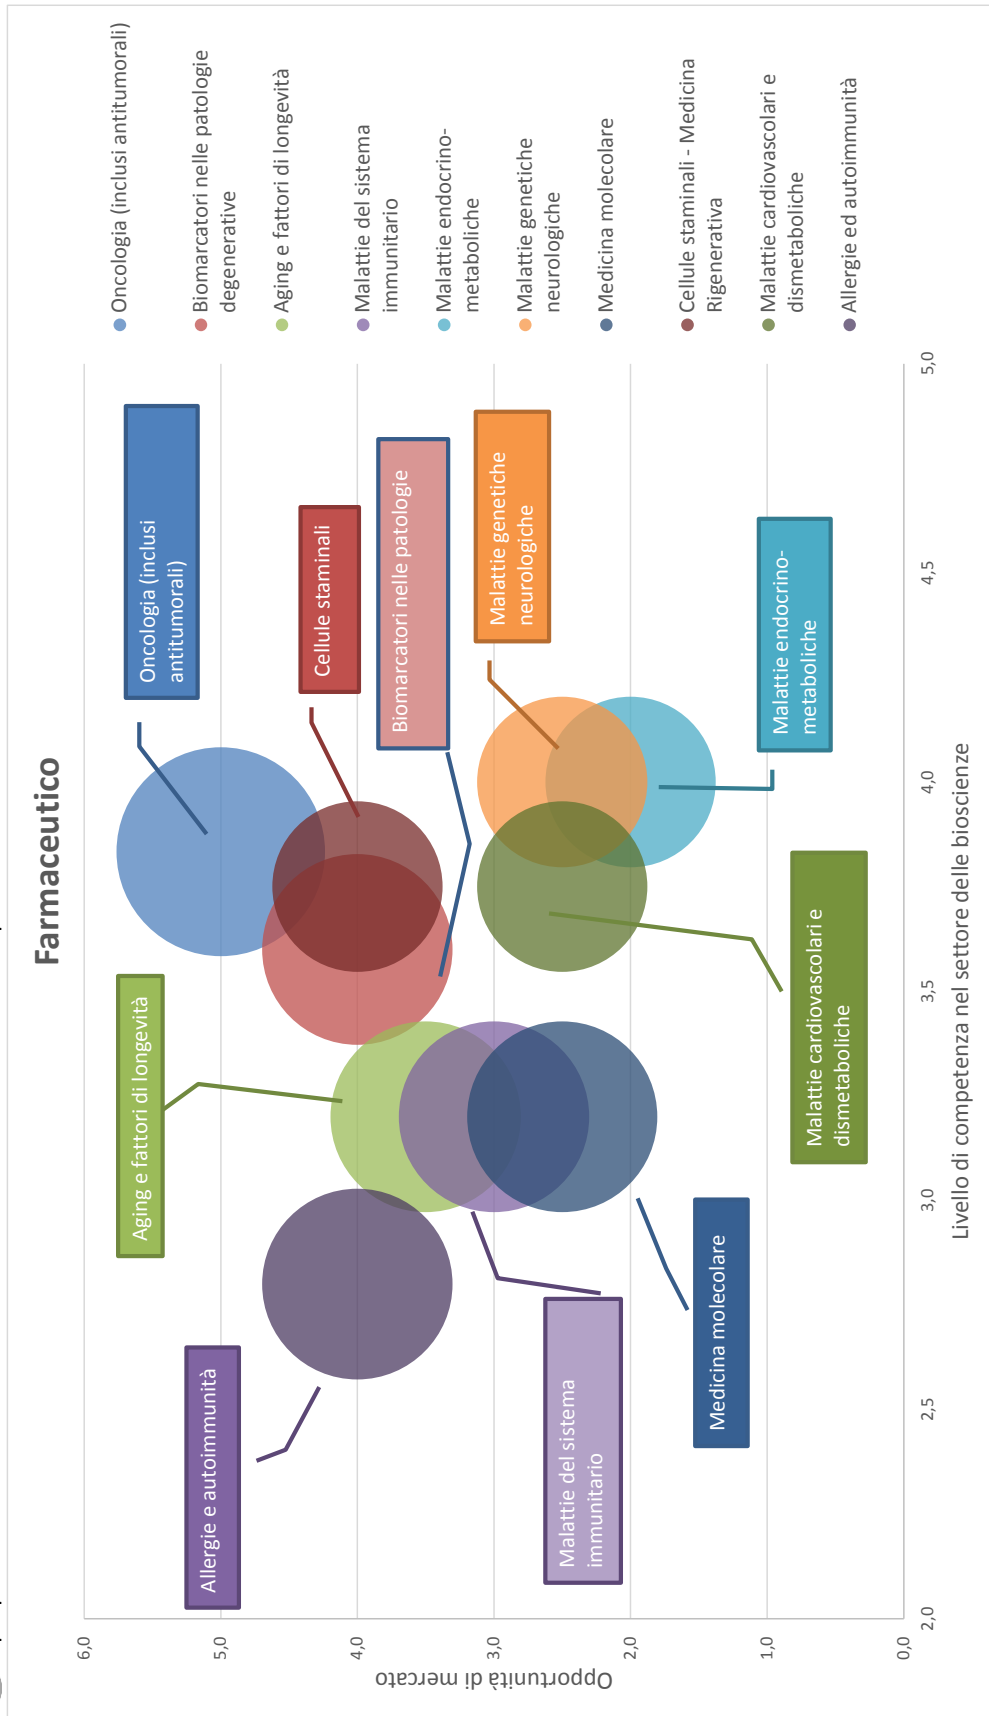 Farmaceutico
Opportunità di mercato
6,0
5,0
4,0
3,0
2,0
1,0
0,0
2,0
2,5
3,0
3,5
4,0
4,5
5,0
Livello di competenza nel settore delle bioscienze
Allergie e autoimmunità
Aging e fattori di longevità
Oncologia (inclusi
antitumorali)
Cellule staminali
Biomarcatori nelle patologie
Malattie genetiche
neurologiche
Malattie endocrino-
metaboliche
Malattie cardiovascolari e
dismetaboliche
Medicina molecolare
Malattie del sistema
immunitario
Oncologia (inclusi antitumorali)
Biomarcatori nelle patologie
degenerative
Aging e fattori di longevità
Malattie del sistema
immunitario
Malattie endocrino-
metaboliche
Malattie genetiche
neurologiche
Medicina molecolare
Cellule staminali - Medicina
Rigenerativa
Malattie cardiovascolari e
dismetaboliche
Allergie ed autoimmunità